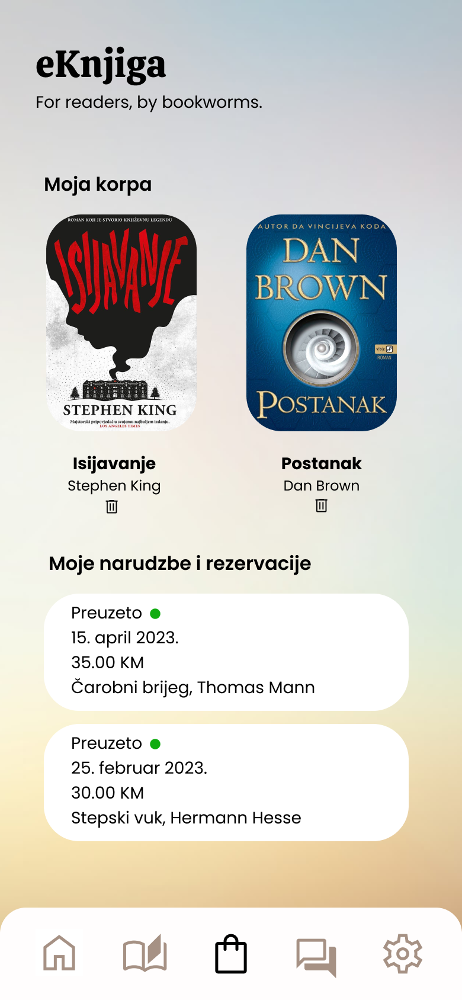 eKnjiga
For readers, by bookworms.
Moja korpa
ROMAN KOJI JE STVORIO KNJIŽEVNU LEGENDU
ISIJAVANJE
STEPHEN KING
Majstorski pripovjedač u svojemu najboljem izdanju.
LOS ANGELES TIMES
AUTOR DA VINCIJEVA KODA
DAN
BROWN
v|b|z
ROMAN
POSTANAK
Isijavanje
Stephen King
Postanak
Dan Brown
Moje narudzbe i rezervacije
Preuzeto
15. april 2023.
35.00 KM
Čarobni brijeg, Thomas Mann
Preuzeto
25. februar 2023.
30.00 KM
Stepski vuk, Hermann Hesse